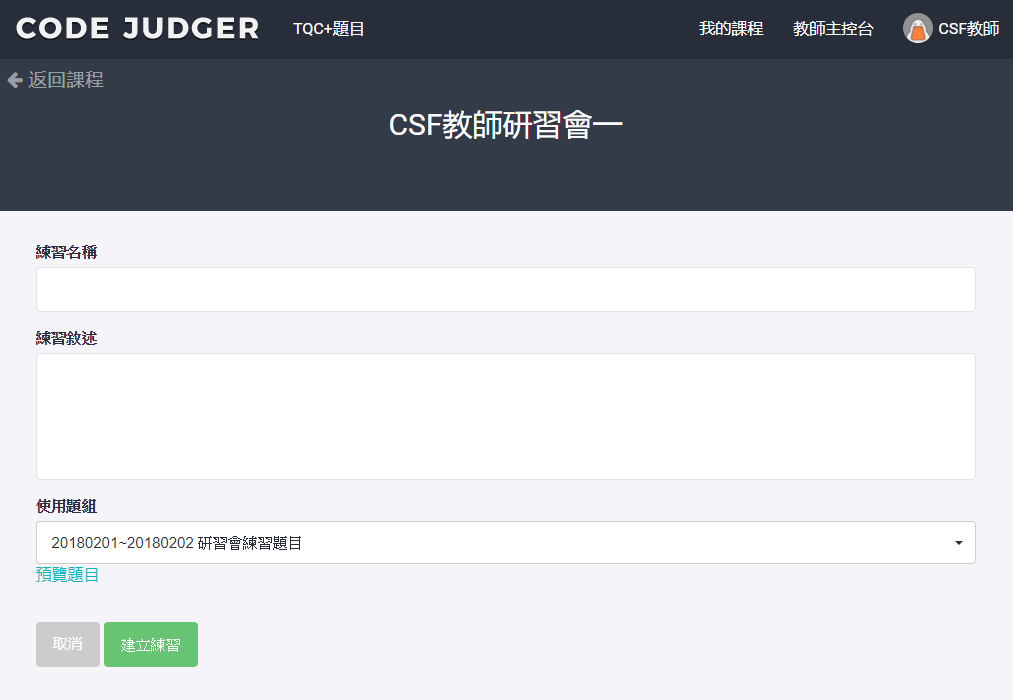 CODE JUDGER TQC+題目 我的課程 教師主控台 CSF教師
返回課程
CSF教師研習會一
練習名稱
練習敘述
使用題組
20180201~20180202 研習會練習題目
預覽題目
取消 建立練習